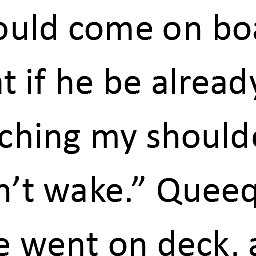 ould come on boa
t if he be already
ching my shoulde
n’t wake.” Queeq
e went on deck, a